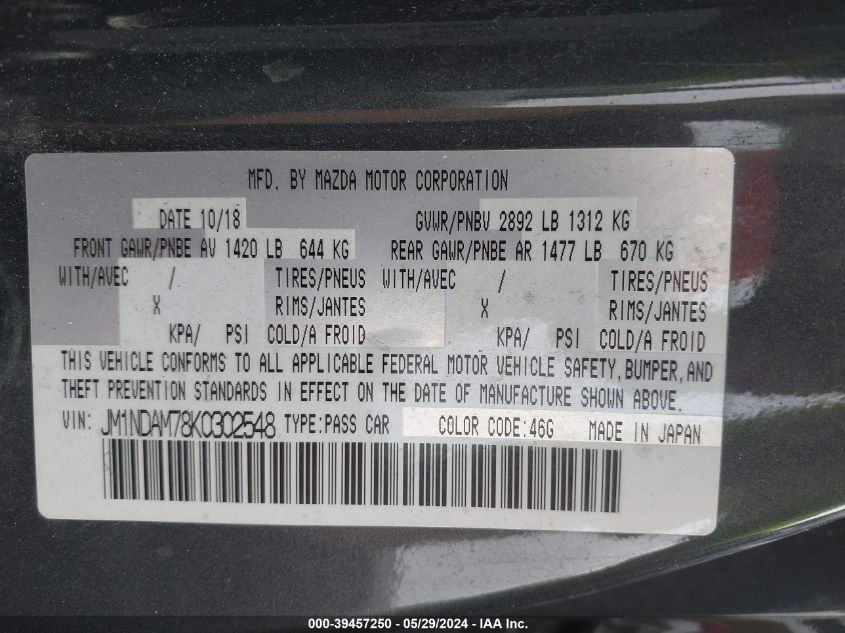 MFD. BY MAZDA MOTOR CORPORATION
DATE 10/18 GVWR/PNBV 2892 LB 1312 KG
FRONT GAWR/PNBE AV 1420 LB 644 KG REAR GAWR/PNBE AR 1477 LB 670 KG
WITH/AVEC / TIRES/PNEUS WITH/AVEC / TIRES/PNEUS
X RIMS/JANTES X RIMS/JANTES
KPA/ PSI COLD/A FROID KPA/ PSI COLD/A FROID
THIS VEHICLE CONFORMS TO ALL APPLICABLE FEDERAL MOTOR VEHICLE SAFETY, BUMPER, AND
THEFT PREVENTION STANDARDS IN EFFECT ON THE DATE OF MANUFACTURE SHOWN ABOVE.
VIN: JM1NDAM78K0302548 TYPE:PASS CAR COLOR CODE:46G MADE IN JAPAN
000-39457250 - 05/29/2024 - IAA Inc.